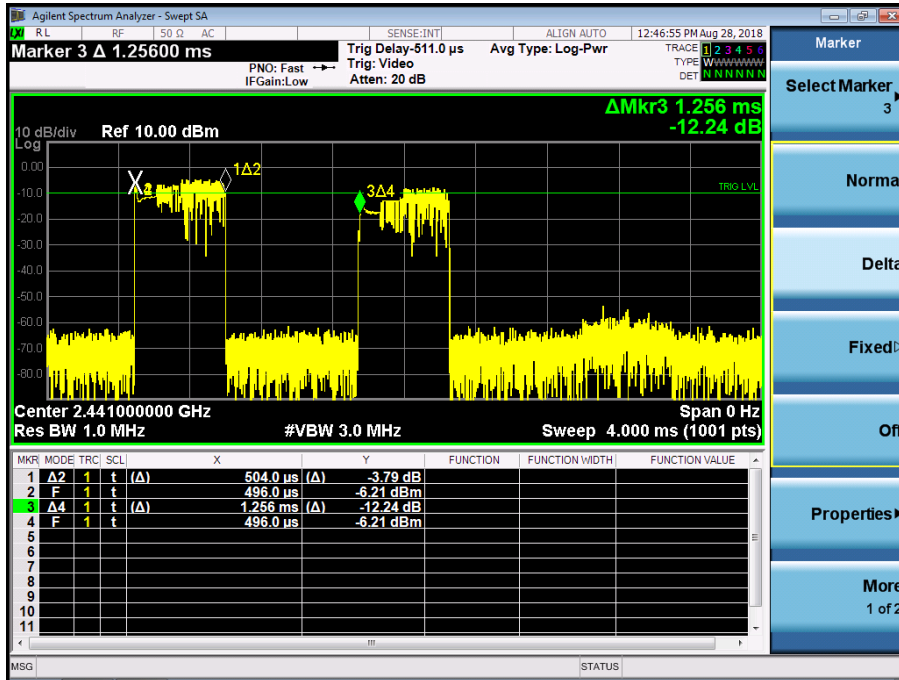 Agilent Spectrum Analyzer - Swept SA
LXI RL RF 50 Ω AC SENSE:INT ALIGN AUTO 12:46:55 PM Aug 28, 2018
Marker 3 Δ 1.25600 ms
PNO: Fast
IFGain:Low
Trig Delay-511.0 µs
Trig: Video
Atten: 20 dB
Avg Type: Log-Pwr
TRACE 1 2 3 4 5 6
TYPE WWWWWW
DET N N N N N N
ΔMkr3 1.256 ms
-12.24 dB
10 dB/div Ref 10.00 dBm
Log
0.00
-10.0
-20.0
-30.0
-40.0
-50.0
-60.0
-70.0
-80.0
1Δ2
3Δ4
TRIG LVL
Center 2.441000000 GHz Span 0 Hz
Res BW 1.0 MHz #VBW 3.0 MHz Sweep 4.000 ms (1001 pts)
MKR MODE TRC SCL X Y FUNCTION FUNCTION WIDTH FUNCTION VALUE
1 Δ2 1 t (Δ) 504.0 µs (Δ) -3.79 dB
2 F 1 t 496.0 µs -6.21 dBm
3 Δ4 1 t (Δ) 1.256 ms (Δ) -12.24 dB
4 F 1 t 496.0 µs -6.21 dBm
5
6
7
8
9
10
11
MSG STATUS
Marker
Select Marker
3
Norma
Delta
Fixed
Of
Properties
More
1 of 2